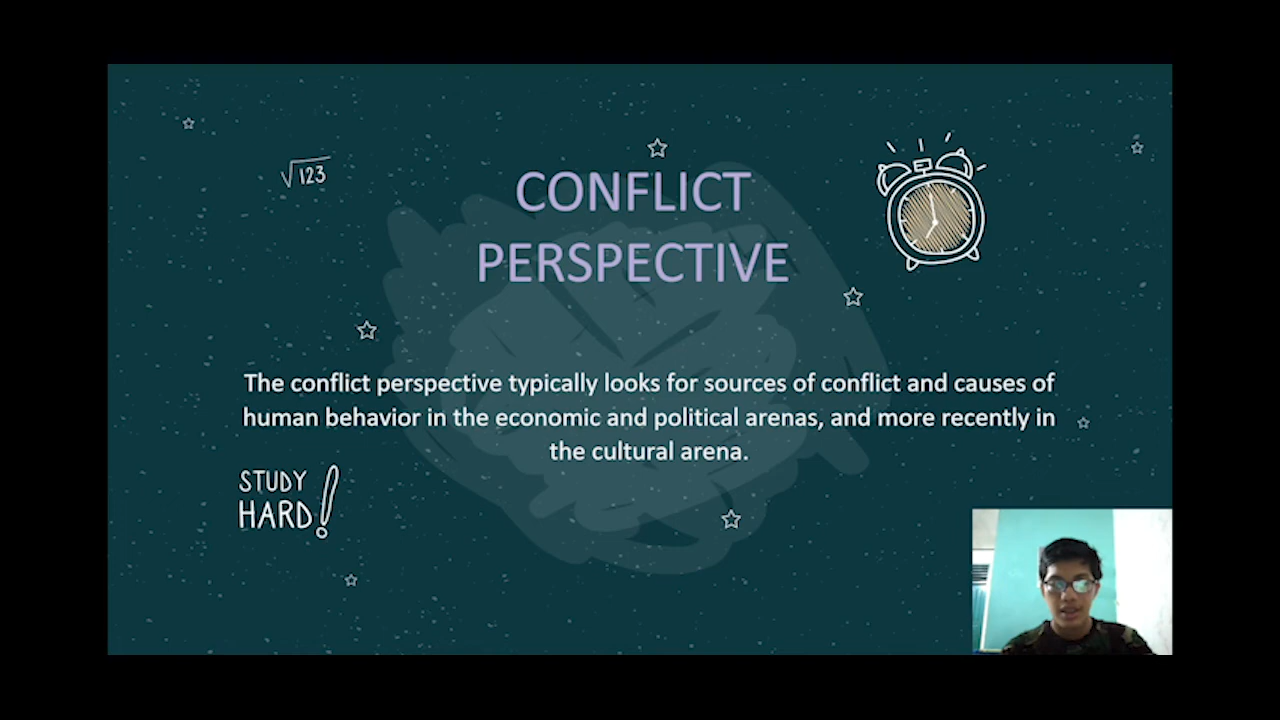 √123
CONFLICT
PERSPECTIVE
The conflict perspective typically looks for sources of conflict and causes of
human behavior in the economic and political arenas, and more recently in
the cultural arena.
STUDY
HARD!